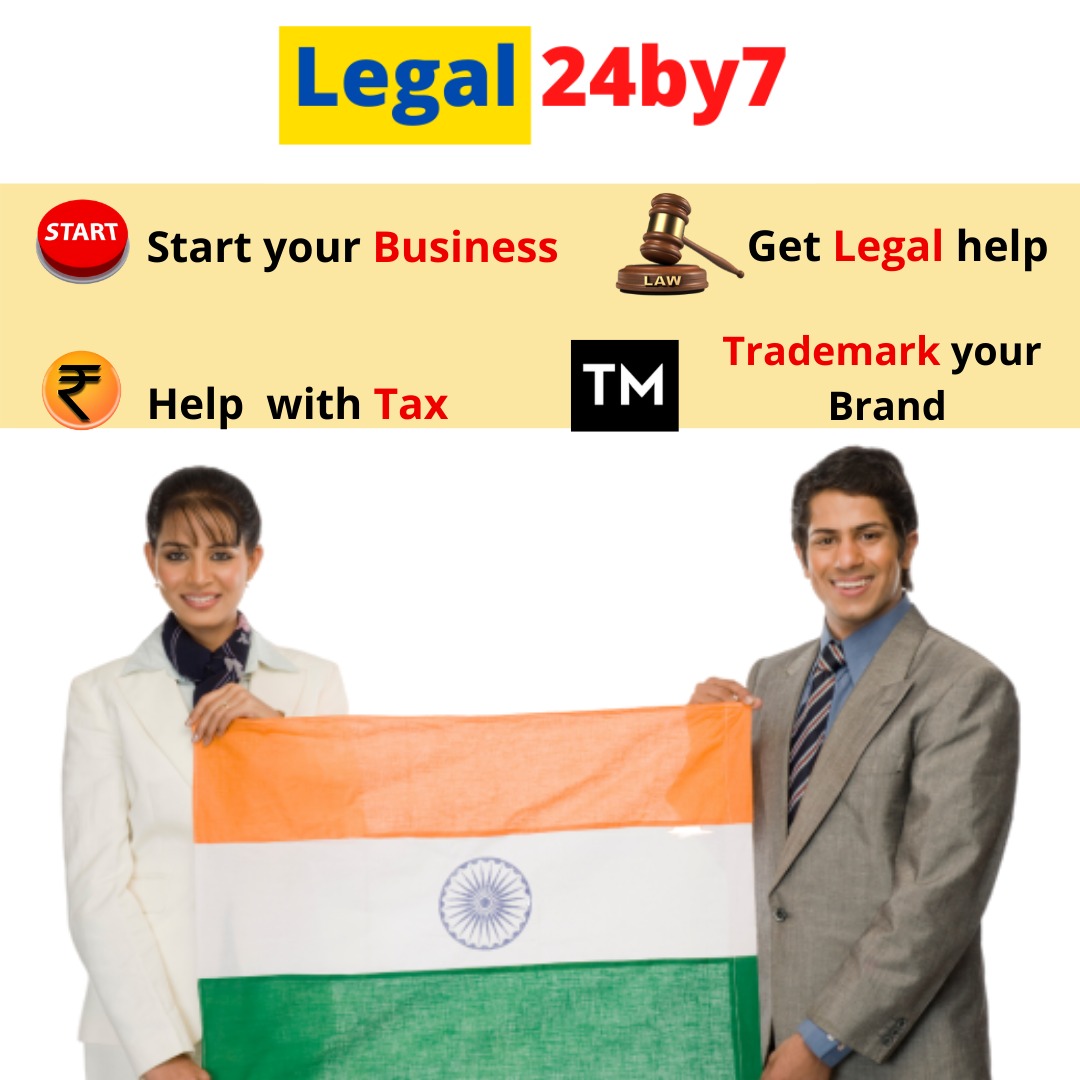 Legal 24by7
START
Start your Business
LAW
Get Legal help
Help with Tax
TM
Trademark your
Brand